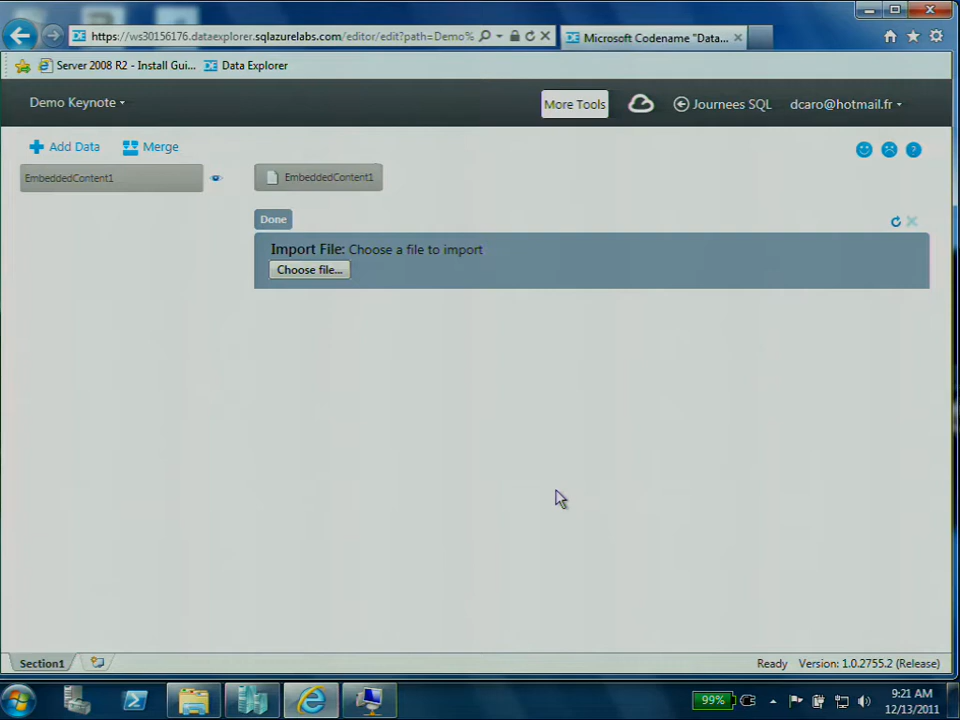 https://ws30156176.dataexplorer.sqlazurelabs.com/editor/edit?path=Demo%
Microsoft Codename "Data...
Server 2008 R2 - Install Gui...
Data Explorer
Demo Keynote
More Tools
Journees SQL
dcaro@hotmail.fr
Add Data
Merge
EmbeddedContent1
EmbeddedContent1
Done
Import File: Choose a file to import
Choose file...
Section1
Ready
Version: 1.0.2755.2 (Release)
99%
9:21 AM
12/13/2011